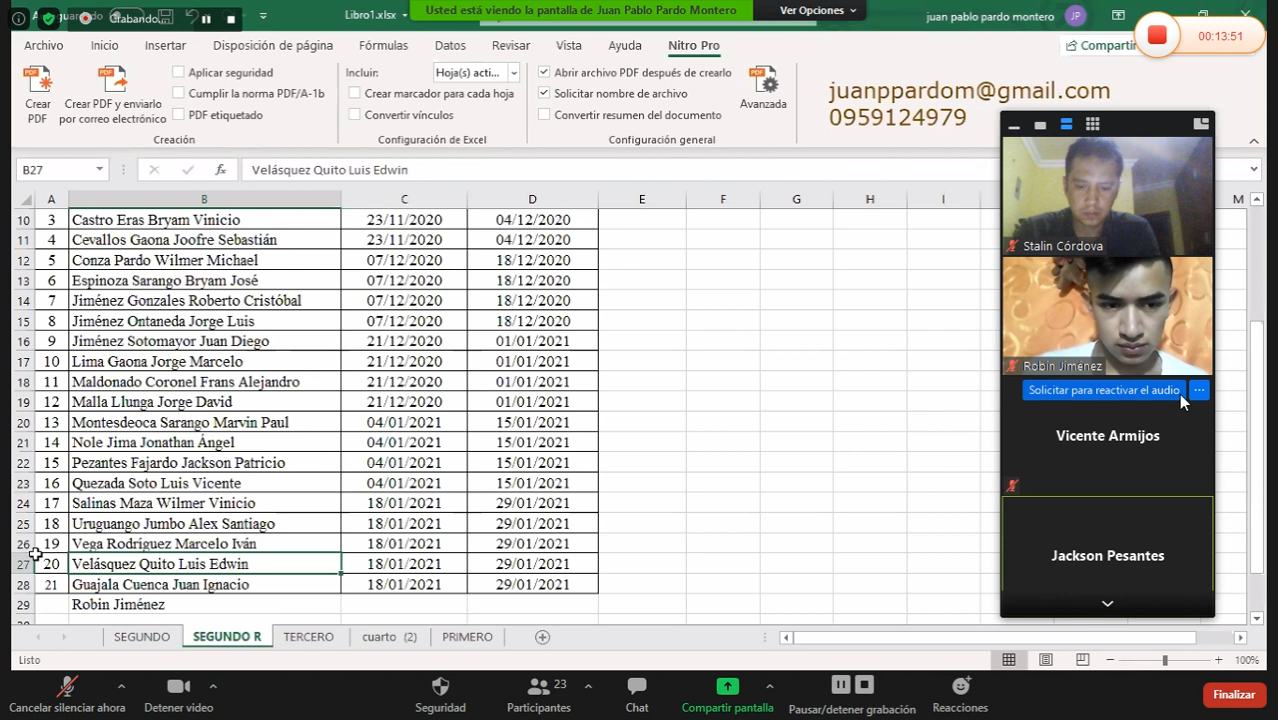 Grabando...
Libro1.xlsx
Usted está viendo la pantalla de Juan Pablo Pardo Montero
Ver Opciones
juan pablo pardo montero
JP
00:13:51
Archivo
Inicio
Insertar
Disposición de página
Fórmulas
Datos
Revisar
Vista
Ayuda
Nitro Pro
Compartir
Crear PDF
Crear PDF y enviarlo por correo electrónico
Aplicar seguridad
Cumplir la norma PDF/A-1b
PDF etiquetado
Creación
Incluir:
Hoja(s) acti...
Crear marcador para cada hoja
Convertir vínculos
Configuración de Excel
Abrir archivo PDF después de crearlo
Solicitar nombre de archivo
Convertir resumen del documento
Configuración general
Avanzada
juanppardom@gmail.com
0959124979
B27
fx
Velásquez Quito Luis Edwin
A B C D E F G H I M
10 3 Castro Eras Bryam Vinicio 23/11/2020 04/12/2020
11 4 Cevallos Gaona Joofre Sebastián 23/11/2020 04/12/2020
12 5 Conza Pardo Wilmer Michael 07/12/2020 18/12/2020
13 6 Espinoza Sarango Bryam José 07/12/2020 18/12/2020
14 7 Jiménez Gonzales Roberto Cristóbal 07/12/2020 18/12/2020
15 8 Jiménez Ontaneda Jorge Luis 07/12/2020 18/12/2020
16 9 Jiménez Sotomayor Juan Diego 21/12/2020 01/01/2021
17 10 Lima Gaona Jorge Marcelo 21/12/2020 01/01/2021
18 11 Maldonado Coronel Frans Alejandro 21/12/2020 01/01/2021
19 12 Malla Llunga Jorge David 21/12/2020 01/01/2021
20 13 Montesdeoca Sarango Marvin Paul 04/01/2021 15/01/2021
21 14 Nole Jima Jonathan Ángel 04/01/2021 15/01/2021
22 15 Pezantes Fajardo Jackson Patricio 04/01/2021 15/01/2021
23 16 Quezada Soto Luis Vicente 04/01/2021 15/01/2021
24 17 Salinas Maza Wilmer Vinicio 18/01/2021 29/01/2021
25 18 Uruguango Jumbo Alex Santiago 18/01/2021 29/01/2021
26 19 Vega Rodríguez Marcelo Iván 18/01/2021 29/01/2021
27 20 Velásquez Quito Luis Edwin 18/01/2021 29/01/2021
28 21 Guajala Cuenca Juan Ignacio 18/01/2021 29/01/2021
29 Robin Jiménez
Stalin Córdova
Robin Jiménez
Solicitar para reactivar el audio
...
Vicente Armijos
Jackson Pesantes
SEGUNDO
SEGUNDO R
TERCERO
cuarto (2)
PRIMERO
Listo
100%
Cancelar silenciar ahora
Detener video
Seguridad
23
Participantes
Chat
Compartir pantalla
Pausar/detener grabación
Reacciones
Finalizar